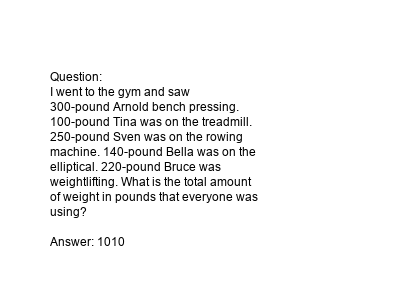 Question:
I went to the gym and saw
300-pound Arnold bench pressing.
100-pound Tina was on the treadmill.
250-pound Sven was on the rowing
machine. 140-pound Bella was on the
elliptical. 220-pound Bruce was
weightlifting. What is the total amount
of weight in pounds that everyone was
using?

Answer: 1010